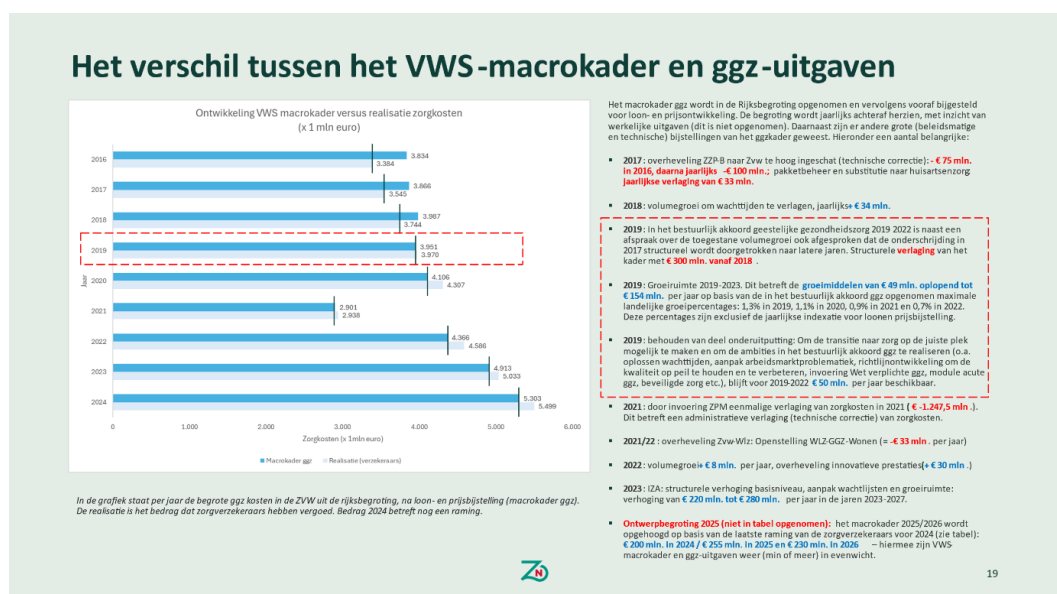 Het verschil tussen het VWS-macrokader en ggz-uitgaven
Ontwikkeling VWS macrokader versus realisatie zorgkosten
(x 1 mln euro)
Jaar
2016
3.834
3.384
2017
3.866
3.545
2018
3.987
3.744
2019
3.951
3.970
2020
4.106
4.307
2021
2.901
2.938
2022
4.366
4.586
2023
4.913
5.033
2024
5.303
5.499
0 1.000 2.000 3.000 4.000 5.000 6.000
Zorgkosten (x 1mln euro)
Macrokader ggz Realisatie (verzekeraars)
In de grafiek staat per jaar de begrote ggz kosten in de ZVW uit de rijksbegroting, na loon- en prijsbijstelling (macrokader ggz).
De realisatie is het bedrag dat zorgverzekeraars hebben vergoed. Bedrag 2024 betreft nog een raming.
Het macrokader ggz wordt in de Rijksbegroting opgenomen en vervolgens vooraf bijgesteld
voor loon- en prijsontwikkeling. De begroting wordt jaarlijks achteraf herzien, met inzicht van
werkelijke uitgaven (dit is niet opgenomen). Daarnaast zijn er andere grote (beleidsmatige
en technische) bijstellingen van het ggzkader geweest. Hieronder een aantal belangrijke:
▪ 2017: overheveling ZZP-B naar Zvw te hoog ingeschat (technische correctie): - € 75 mln.
in 2016, daarna jaarlijks -€ 100 mln.; pakketbeheer en substitutie naar huisartsenzorg
jaarlijkse verlaging van € 33 mln.
▪ 2018: volumegroei om wachttijden te verlagen, jaarlijks+ € 34 mln.
▪ 2019: In het bestuurlijk akkoord geestelijke gezondheidszorg 2019 2022 is naast een
afspraak over de toegestane volumegroei ook afgesproken dat de onderschrijding in
2017 structureel wordt doorgetrokken naar latere jaren. Structurele verlaging van het
kader met € 300 mln. vanaf 2018 .
▪ 2019: Groeiruimte 2019-2023. Dit betreft de groeimiddelen van € 49 mln. oplopend tot
€ 154 mln. per jaar op basis van de in het bestuurlijk akkoord ggz opgenomen maximale
landelijke groeipercentages: 1,3% in 2019, 1,1% in 2020, 0,9% in 2021 en 0,7% in 2022.
Deze percentages zijn exclusief de jaarlijkse indexatie voor loonen prijsbijstelling.
▪ 2019: behouden van deel onderuitputting: Om de transitie naar zorg op de juiste plek
mogelijk te maken en om de ambities in het bestuurlijk akkoord ggz te realiseren (o.a.
oplossen wachttijden, aanpak arbeidsmarktproblematiek, richtlijnontwikkeling om de
kwaliteit op peil te houden en te verbeteren, invoering Wet verplichte ggz, module acute
ggz, beveiligde zorg etc.), blijft voor 2019-2022 € 50 mln. per jaar beschikbaar.
▪ 2021: door invoering ZPM eenmalige verlaging van zorgkosten in 2021 ( € -1.247,5 mln .).
Dit betreft een administratieve verlaging (technische correctie) van zorgkosten.
▪ 2021/22: overheveling Zvw-Wlz: Openstelling WLZ-GGZ-Wonen (= -€ 33 mln . per jaar)
▪ 2022: volumegroei+ € 8 mln. per jaar, overheveling innovatieve prestaties(+ € 30 mln .)
▪ 2023: IZA: structurele verhoging basisniveau, aanpak wachtlijsten en groeiruimte:
verhoging van € 220 mln. tot € 280 mln. per jaar in de jaren 2023-2027.
▪ Ontwerpbegroting 2025 (niet in tabel opgenomen): het macrokader 2025/2026 wordt
opgehoogd op basis van de laatste raming van de zorgverzekeraars voor 2024 (zie tabel):
€ 200 mln. in 2024 / € 255 mln. in 2025 en € 230 mln. in 2026 – hiermee zijn VWS-
macrokader en ggz-uitgaven weer (min of meer) in evenwicht.
ZN
19